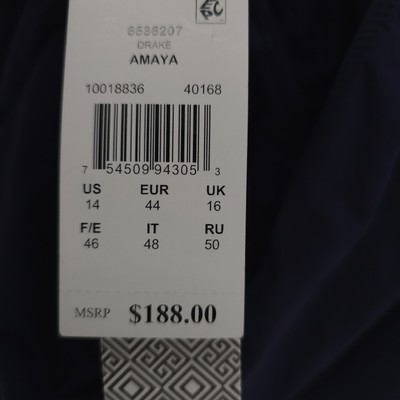 6536207
DRAKE
AMAYA
10018836 40168
7 54509 94305 3
US EUR UK
14 44 16
F/E IT RU
46 48 50
MSRP $188.00